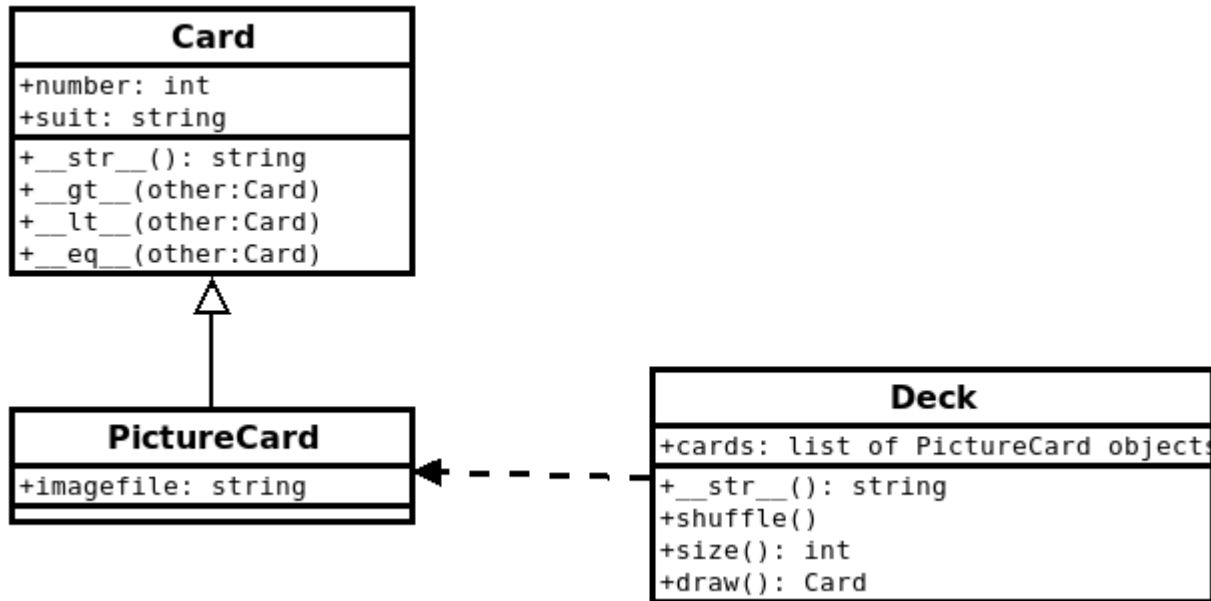 Card
+number: int
+suit: string
+__str__(): string
+__gt__(other:Card)
+__lt__(other:Card)
+__eq__(other:Card)
PictureCard
+imagefile: string
Deck
+cards: list of PictureCard objects
+__str__(): string
+shuffle()
+size(): int
+draw(): Card